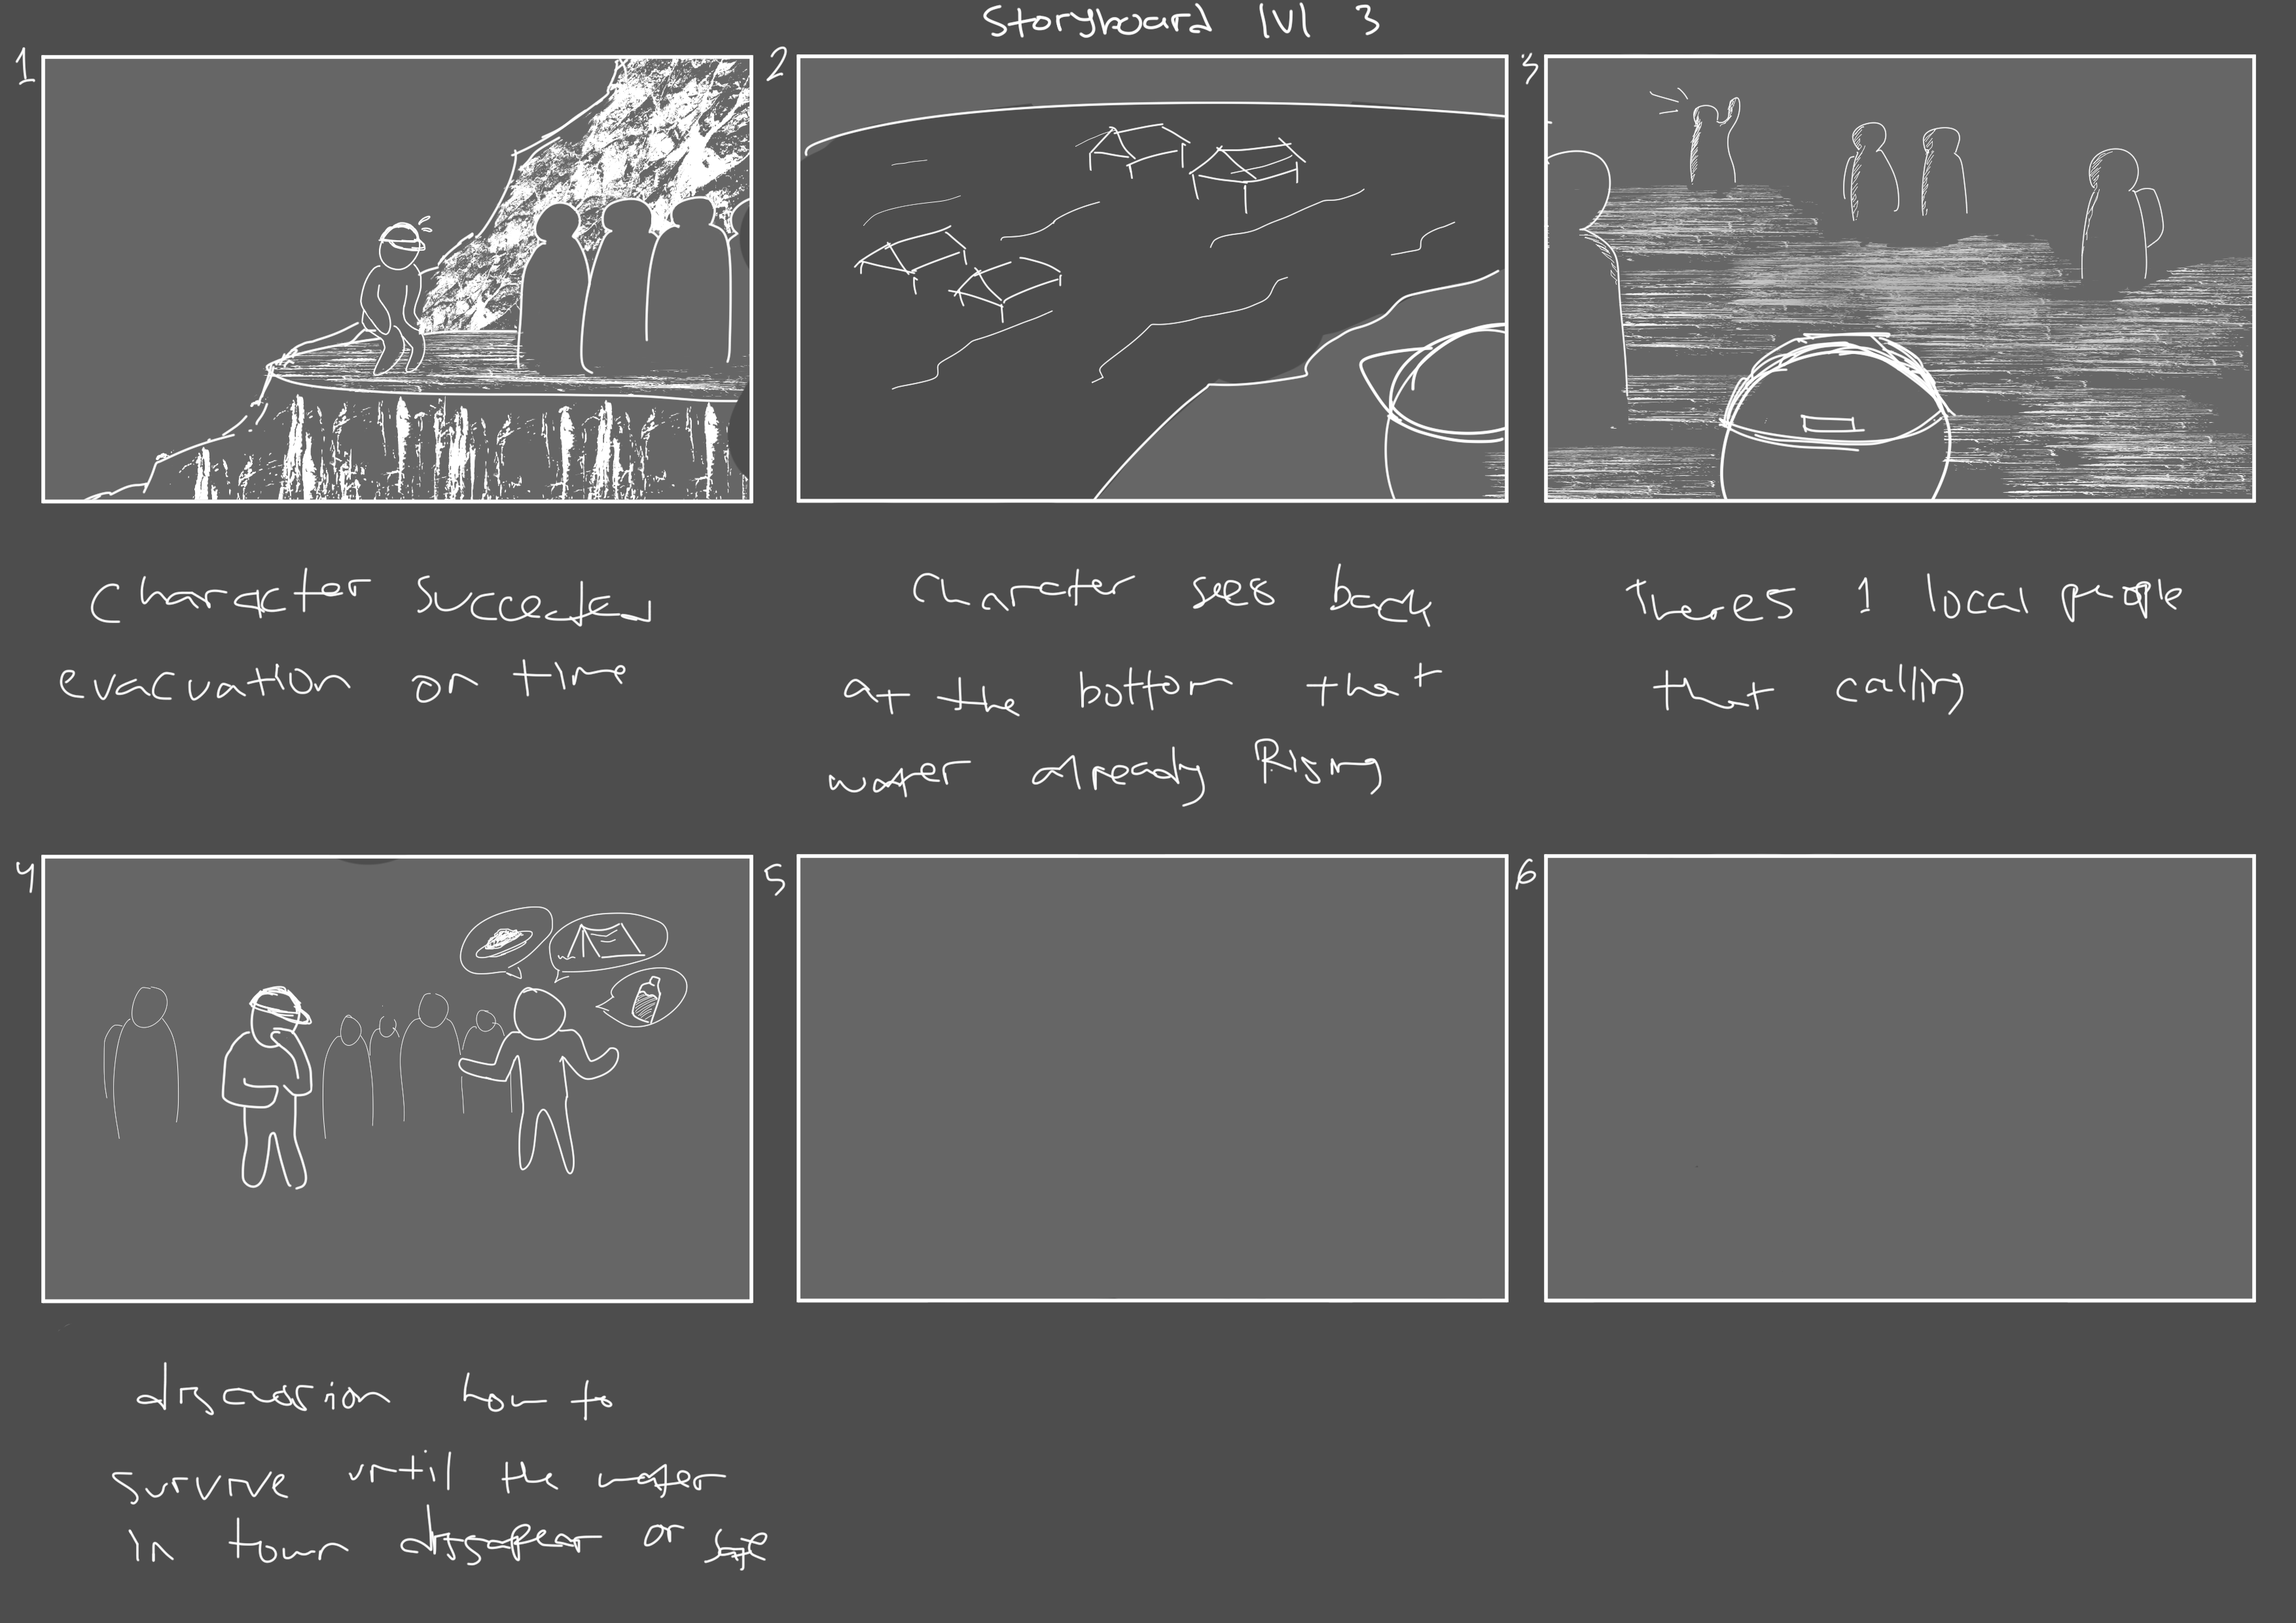 Storyboard lvl 3
1
2
3
Character succeeded
evacuation on time
Character sees back
at the bottom that
water already Rising
Theres 1 local people
that calling
4
5
6
discussion how to
survive until the water
in town disapear or safe